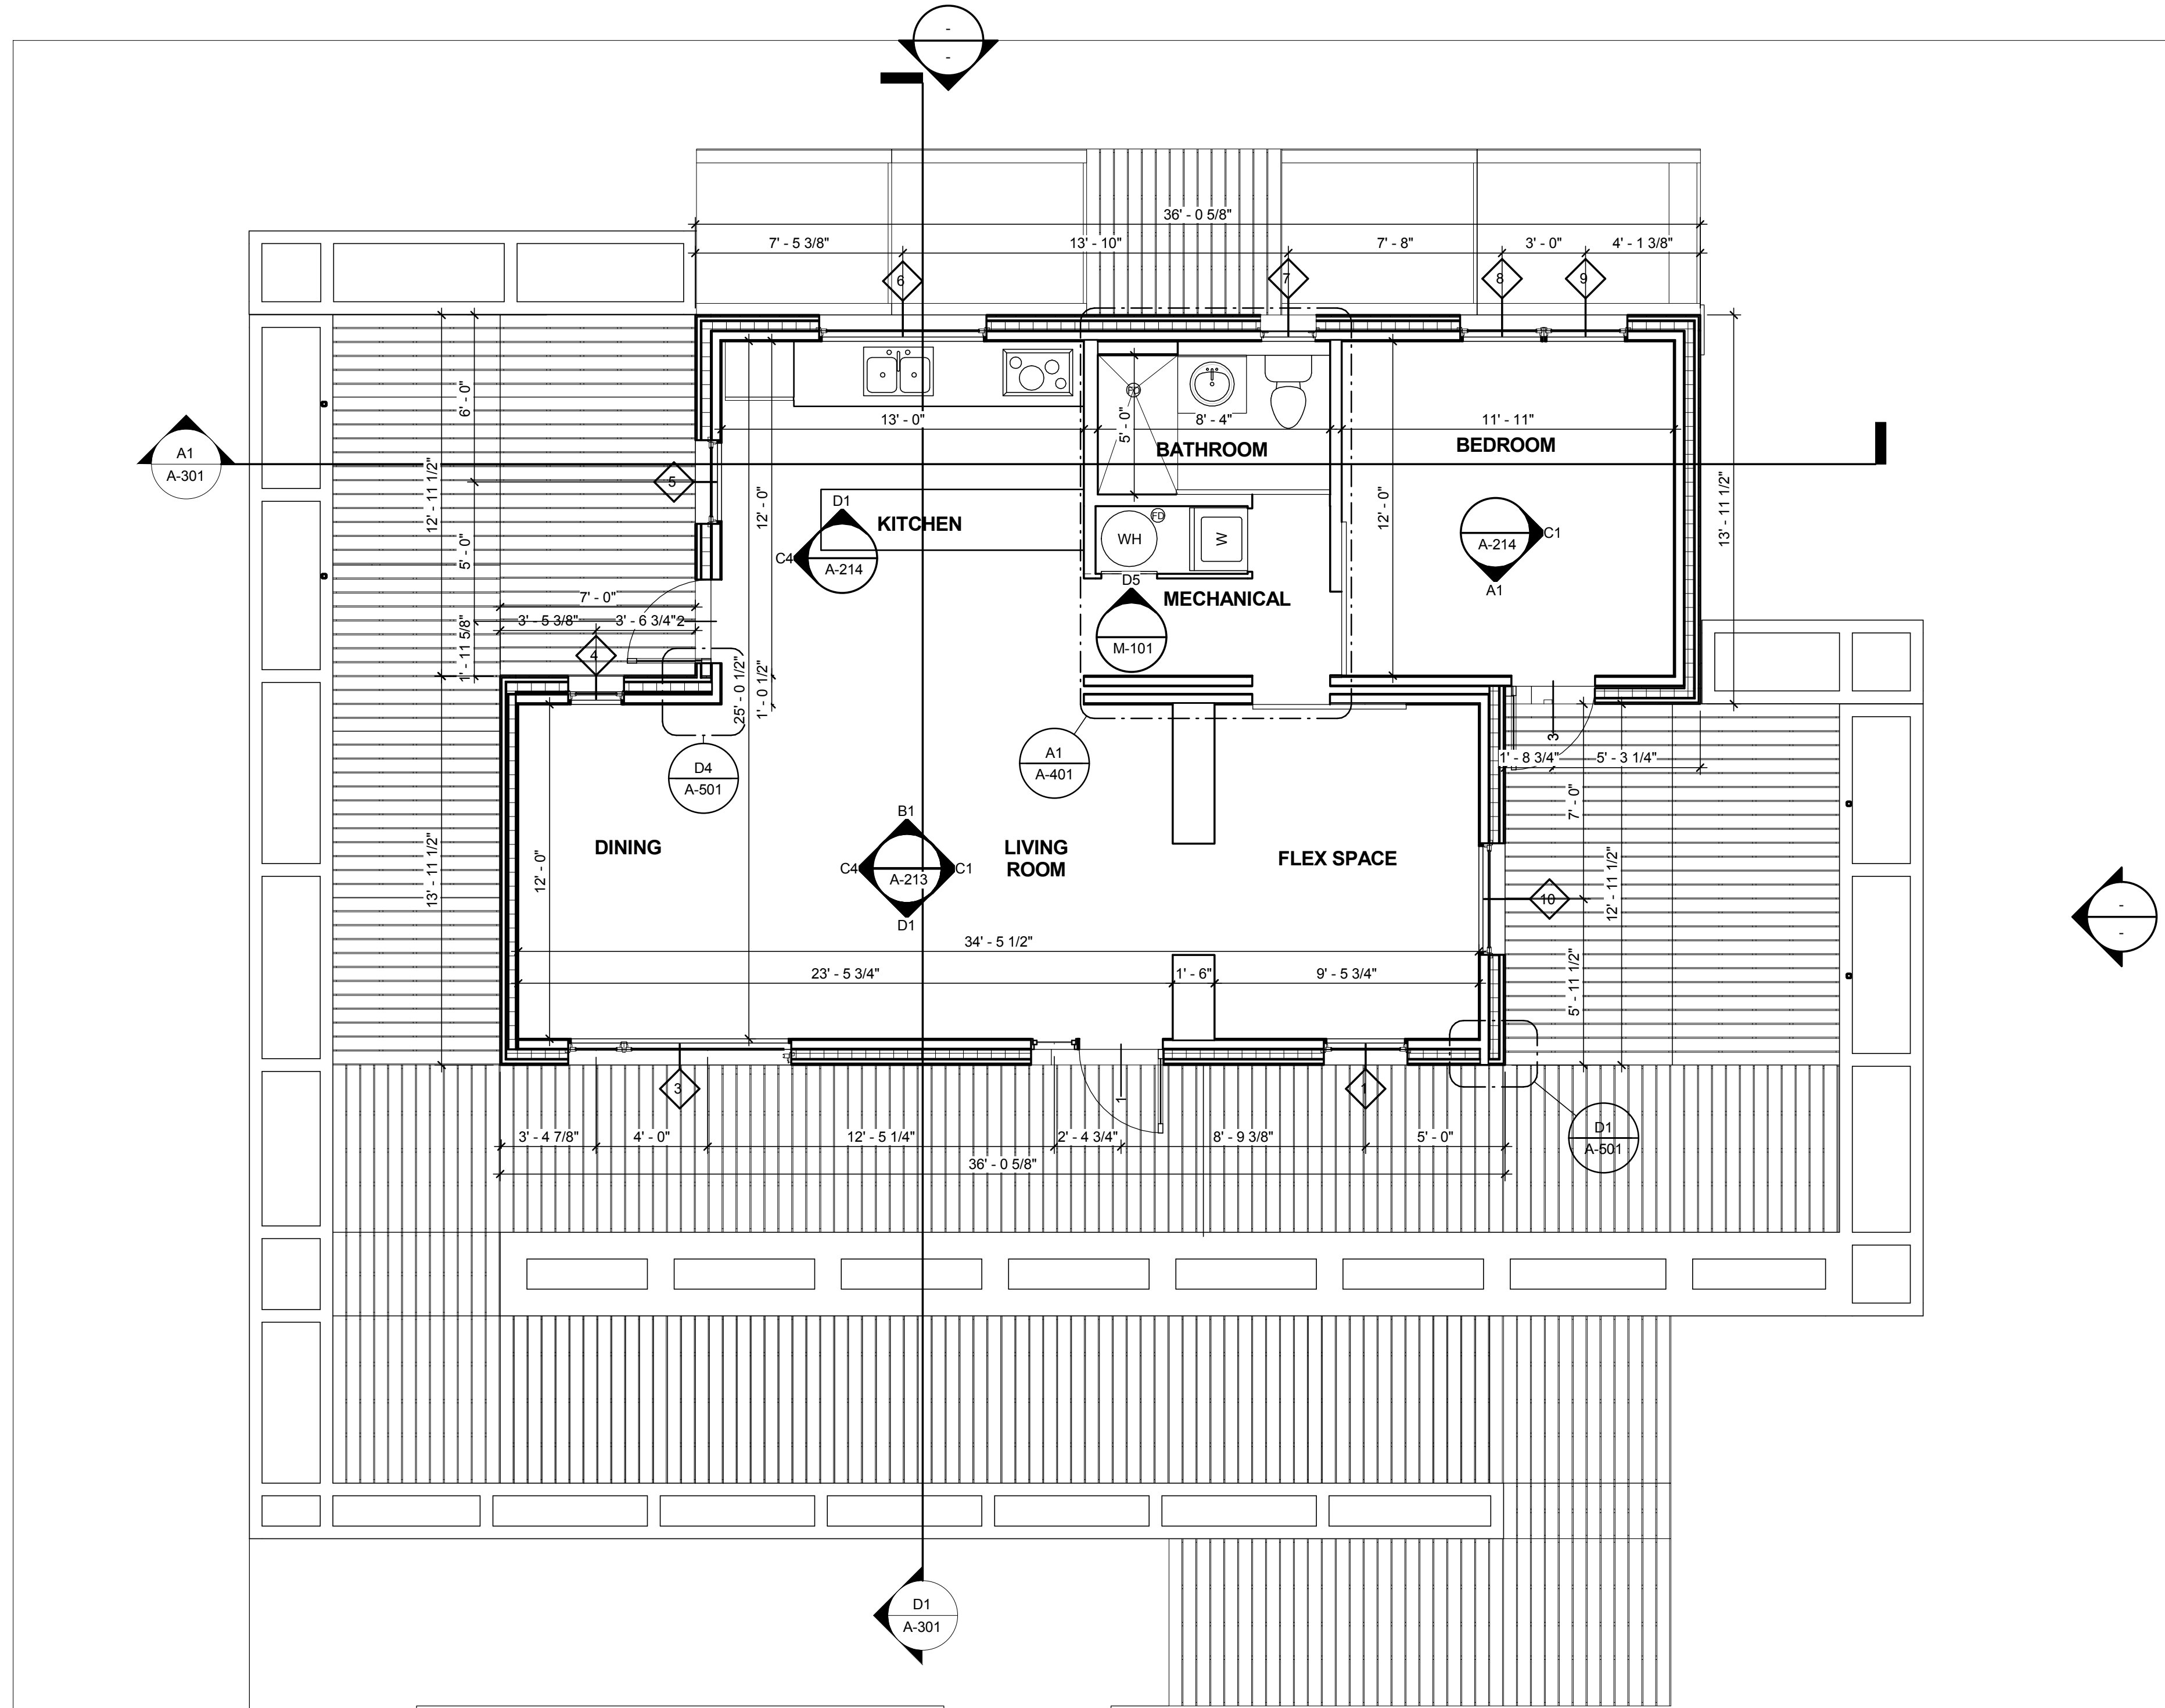 -
-
36' - 0 5/8"
7' - 5 3/8"
13' - 10"
7' - 8"
3' - 0"
4' - 1 3/8"
6
7
8
9
6' - 0"
12' - 11 1/2"
5' - 0"
1' - 11 5/8"
A1
A-301
5
13' - 0"
5' - 0"
8' - 4"
11' - 11"
BATHROOM
BEDROOM
12' - 0"
12' - 0"
13' - 11 1/2"
D1
KITCHEN
C4
A-214
WH
FD
W
D5
MECHANICAL
M-101
A-214
C1
A1
7' - 0"
3' - 5 3/8"
3' - 6 3/4"
2
4
-
25' - 0 1/2"
1' - 0 1/2"
D4
A-501
A1
A-401
3
1' - 8 3/4"
5' - 3 1/4"
7' - 0"
12' - 11 1/2"
5' - 11 1/2"
13' - 11 1/2"
12' - 0"
DINING
B1
C4
A-213
C1
D1
LIVING
ROOM
FLEX SPACE
10
-
-
34' - 5 1/2"
23' - 5 3/4"
1' - 6"
9' - 5 3/4"
3
1
1
3' - 4 7/8"
4' - 0"
12' - 5 1/4"
2' - 4 3/4"
8' - 9 3/8"
5' - 0"
36' - 0 5/8"
D1
A-501
D1
A-301